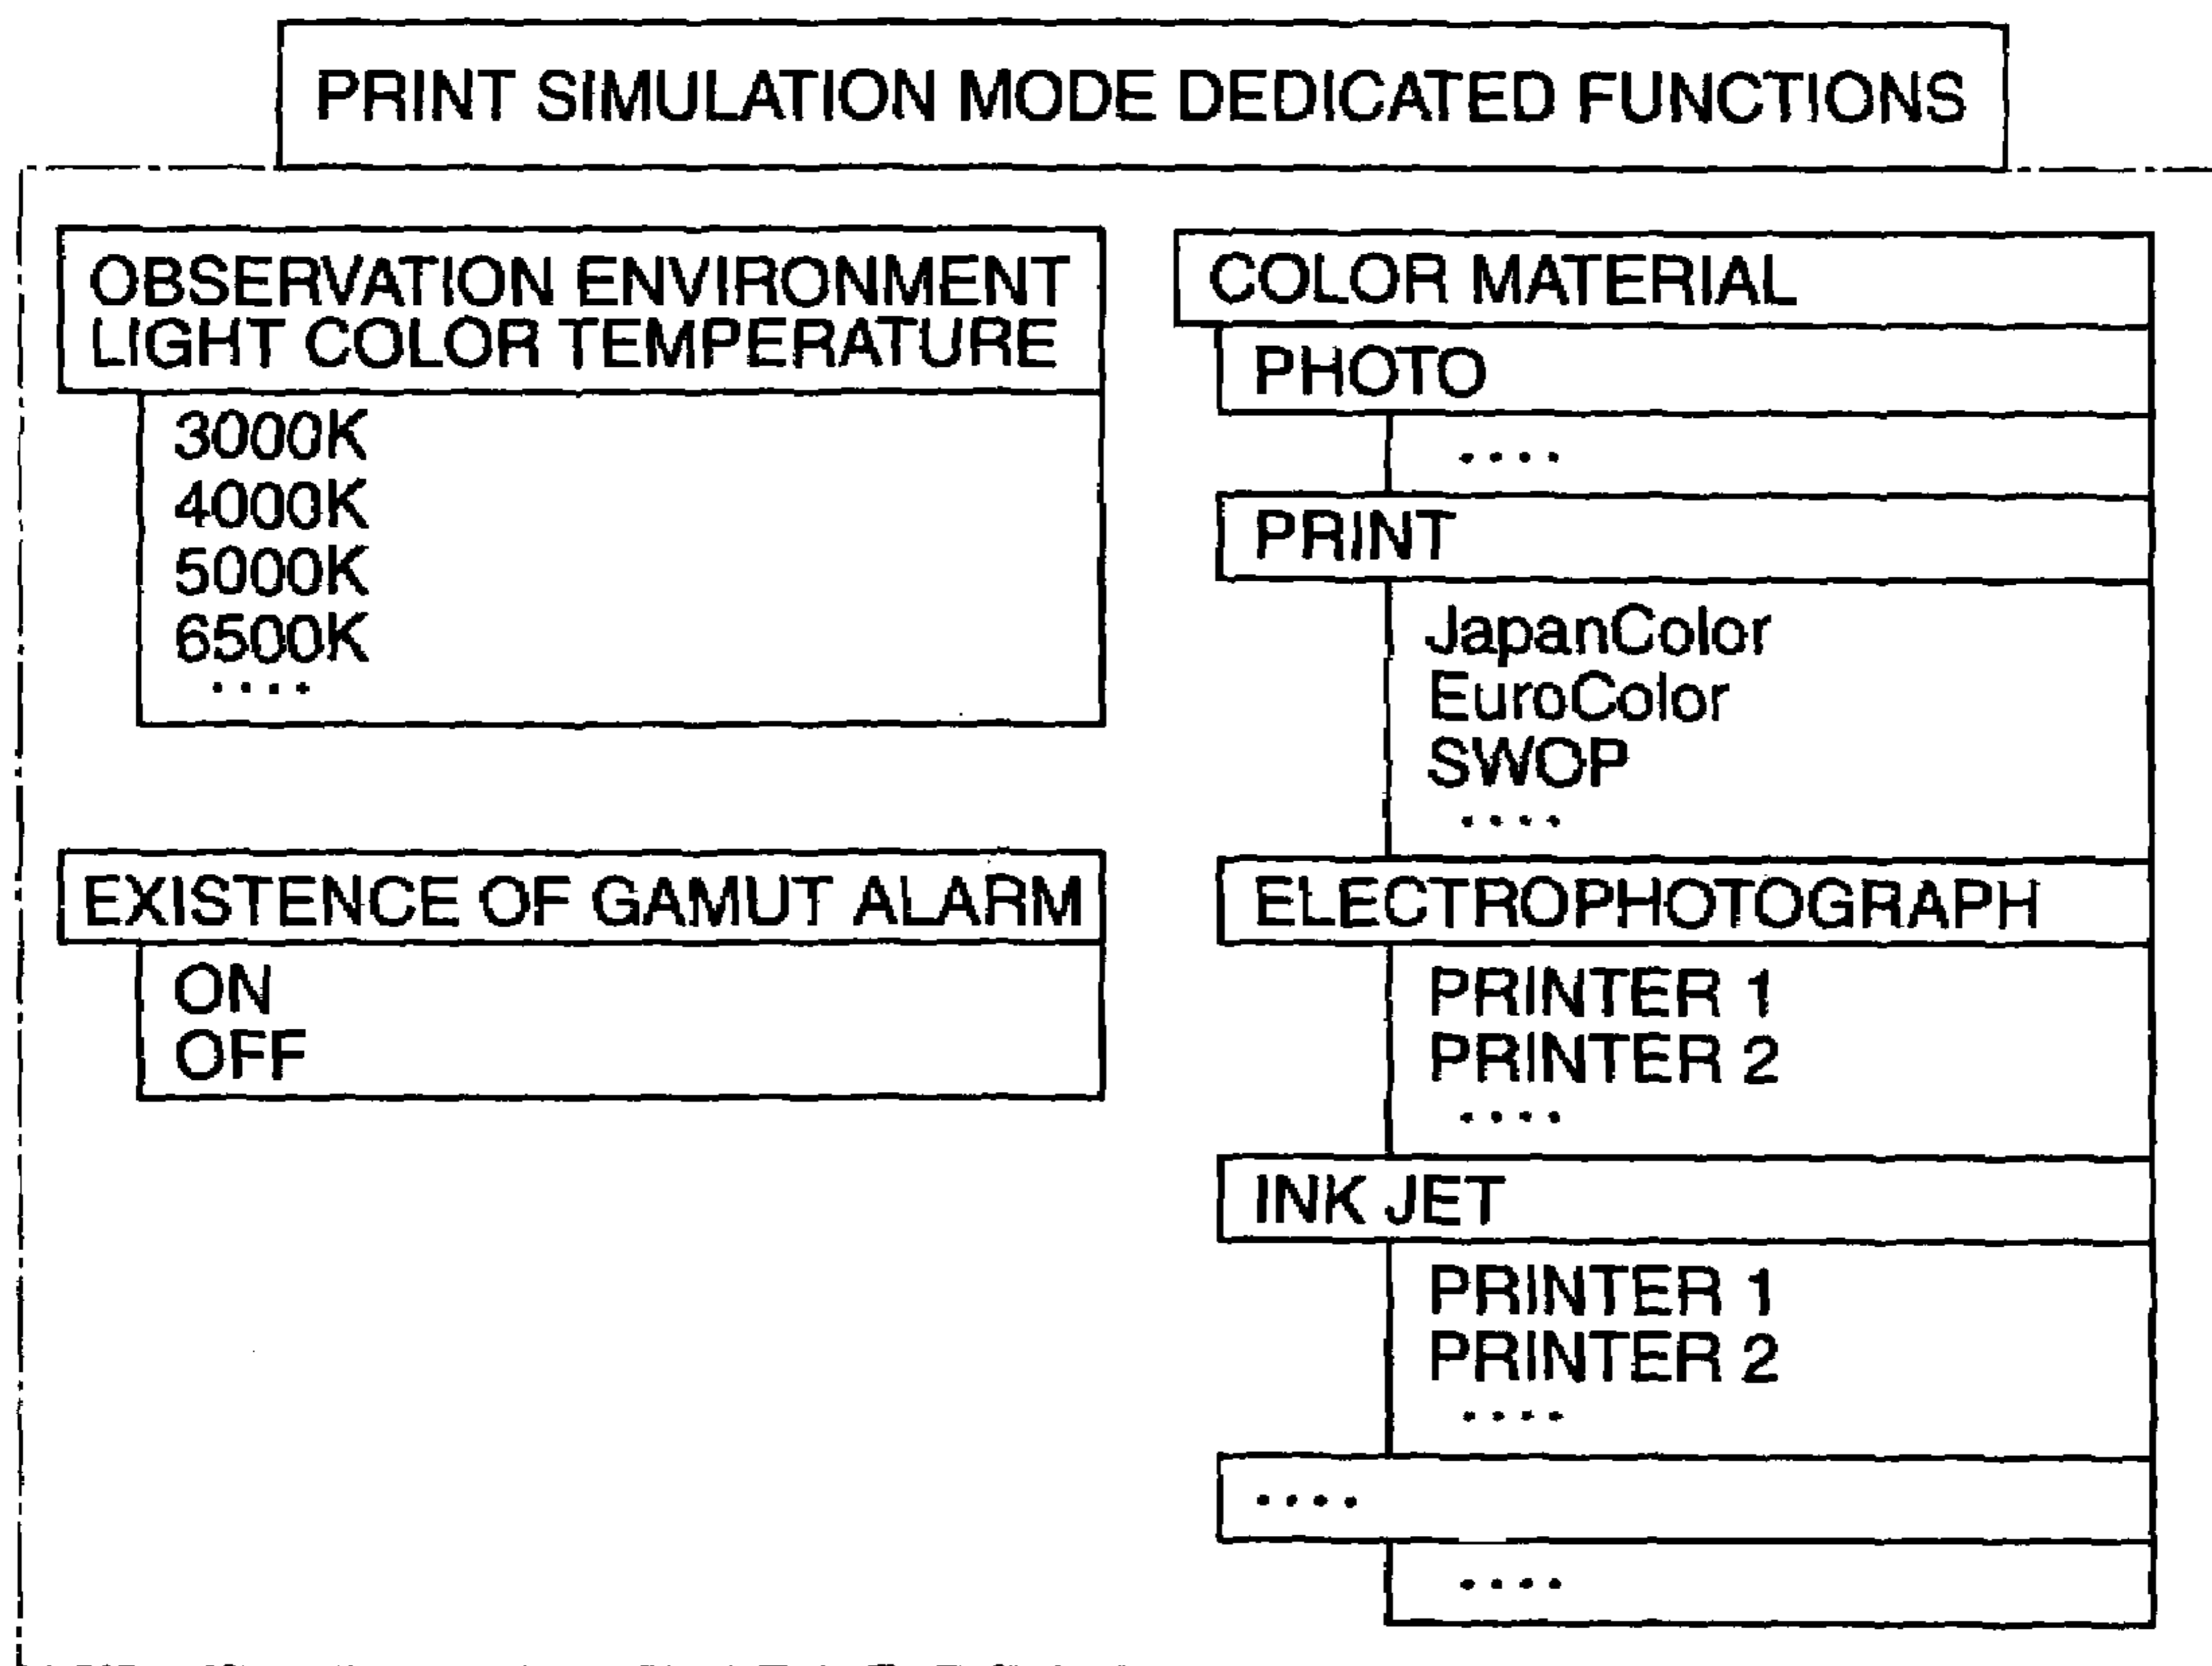 PRINT SIMULATION MODE DEDICATED FUNCTIONS
OBSERVATION ENVIRONMENT
LIGHT COLOR TEMPERATURE
3000K
4000K
5000K
6500K
....
EXISTENCE OF GAMUT ALARM
ON
OFF
COLOR MATERIAL
PHOTO
....
PRINT
JapanColor
EuroColor
SWOP
....
ELECTROPHOTOGRAPH
PRINTER 1
PRINTER 2
....
INK JET
PRINTER 1
PRINTER 2
....
....
....